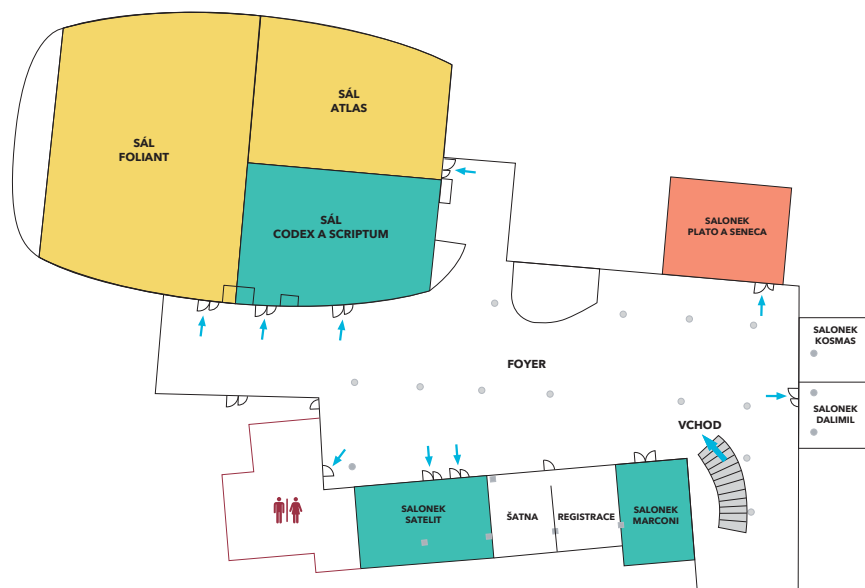 SÁL
ATLAS
SÁL
FOLIANT
SÁL
CODEX A SCRIPTUM
SALONEK
PLATO A SENECA
SALONEK
KOSMAS
FOYER
SALONEK
DALIMIL
VCHOD
SALONEK
SATELIT
ŠATNA
REGISTRACE
SALONEK
MARCONI